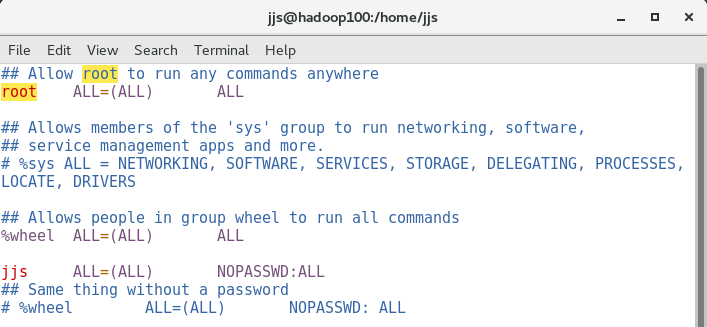 jjs@hadoop100:/home/jjs
File Edit View Search Terminal Help
## Allow root to run any commands anywhere
root    ALL=(ALL)       ALL
## Allows members of the 'sys' group to run networking, software,
## service management apps and more.
# %sys ALL = NETWORKING, SOFTWARE, SERVICES, STORAGE, DELEGATING, PROCESSES,
LOCATE, DRIVERS
## Allows people in group wheel to run all commands
%wheel  ALL=(ALL)       ALL
jjs     ALL=(ALL)       NOPASSWD:ALL
## Same thing without a password
# %wheel        ALL=(ALL)       NOPASSWD: ALL